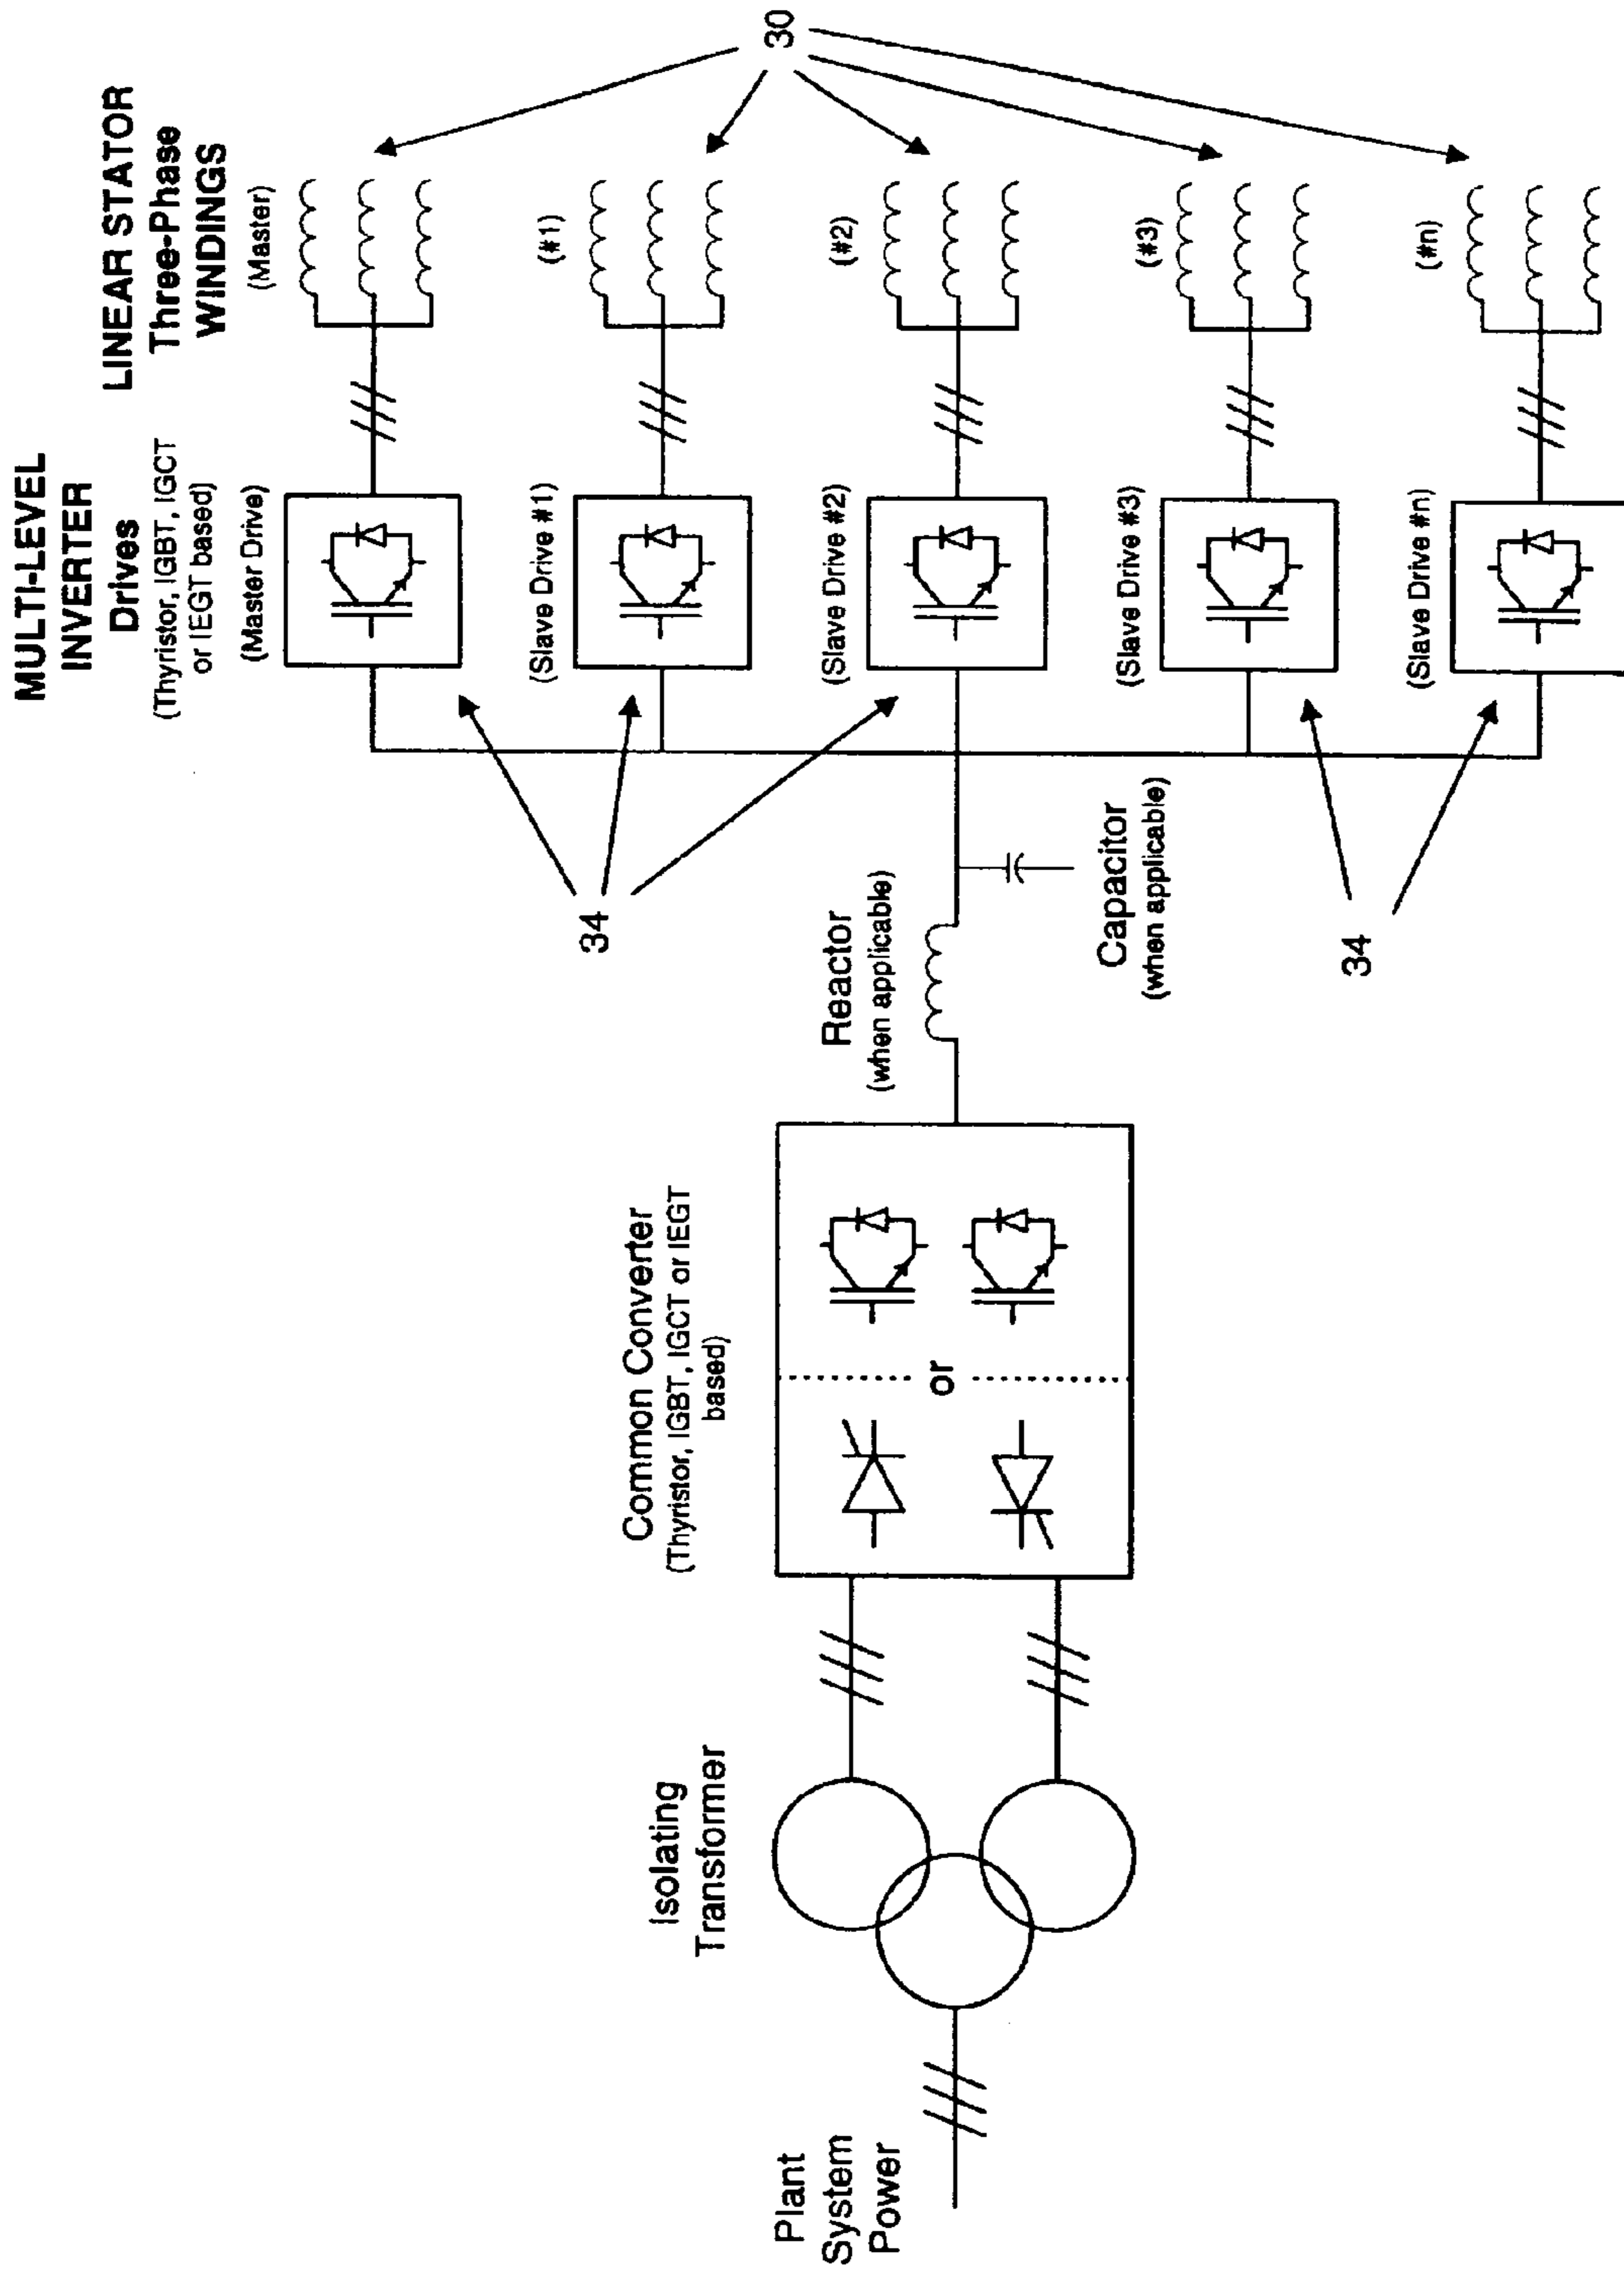 MULTI-LEVEL
INVERTER
Drives
(Thyristor, IGBT, IGCT
or IEGT based)
LINEAR STATOR
Three-Phase
WINDINGS
(Master Drive)
(Master)
(Slave Drive #1)
(#1)
(Slave Drive #2)
(#2)
(Slave Drive #3)
(#3)
(Slave Drive #n)
(#n)
30
34
34
Reactor
(when applicable)
Capacitor
(when applicable)
Common Converter
(Thyristor, IGBT, IGCT or IEGT
based)
or
Isolating
Transformer
Plant
System
Power